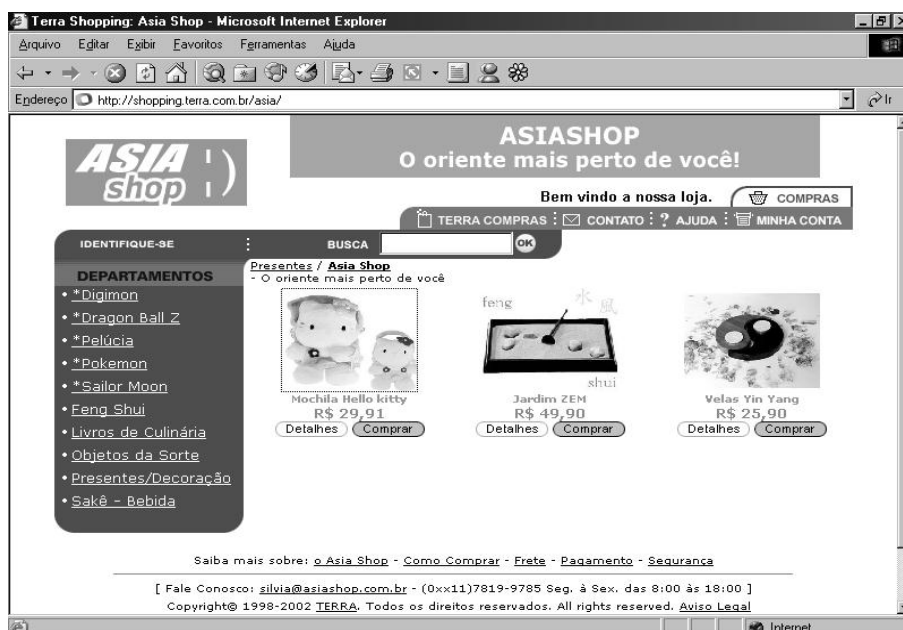 Terra Shopping: Asia Shop - Microsoft Internet Explorer
Arquivo Editar Exibir Favoritos Ferramentas Ajuda
Endereço http://shopping.terra.com.br/asia/ Ir
ASIA shop
ASIASHOP
O oriente mais perto de você!
Bem vindo a nossa loja. COMPRAS
TERRA COMPRAS CONTATO ? AJUDA MINHA CONTA
IDENTIFIQUE-SE BUSCA OK
DEPARTAMENTOS
• *Digimon
• *Dragon Ball Z
• *Pelúcia
• *Pokemon
• *Sailor Moon
• Feng Shui
• Livros de Culinária
• Objetos da Sorte
• Presentes/Decoração
• Sakê - Bebida
Presentes / Asia Shop
- O oriente mais perto de você
feng 水 風
shui
Mochila Hello kitty Jardim ZEM Velas Yin Yang
R$ 29,91 R$ 49,90 R$ 25,90
Detalhes Comprar Detalhes Comprar Detalhes Comprar
Saiba mais sobre: o Asia Shop - Como Comprar - Frete - Pagamento - Segurança
[ Fale Conosco: silvia@asiashop.com.br - (0xx11)7819-9785 Seg. à Sex. das 8:00 às 18:00 ]
Copyright© 1998-2002 TERRA. Todos os direitos reservados. All rights reserved. Aviso Legal
Internet